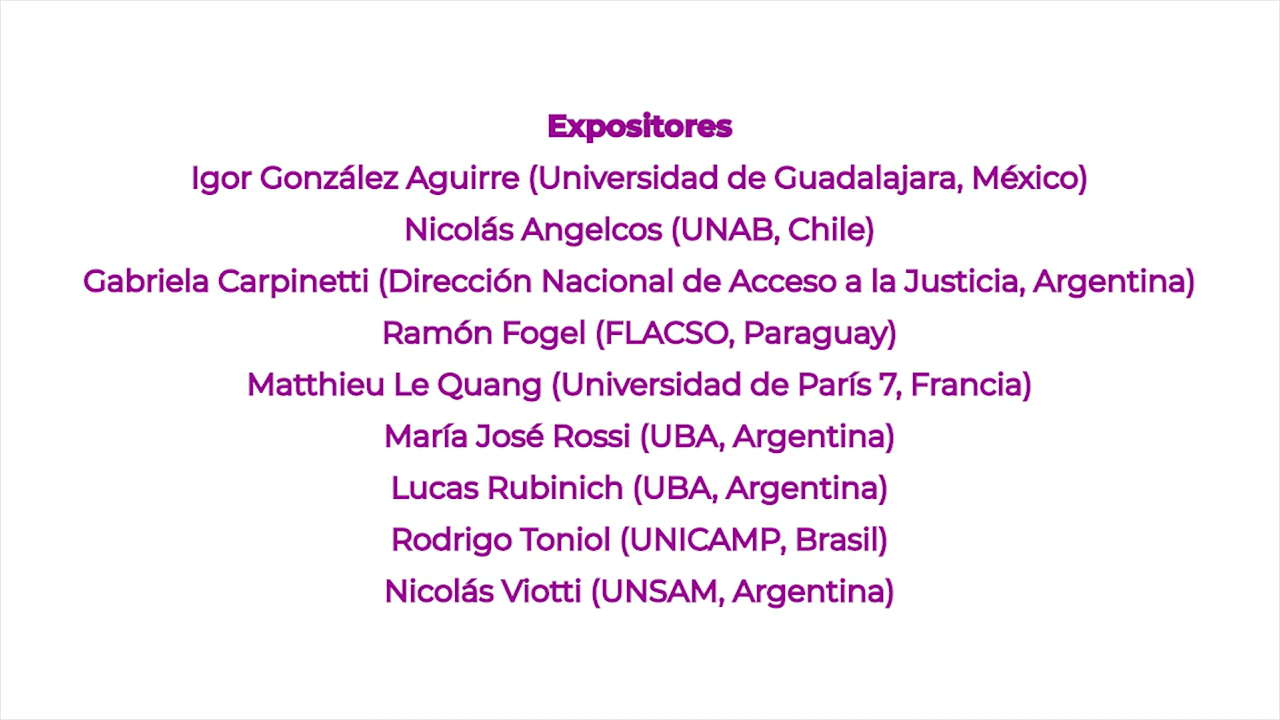 Expositores
Igor González Aguirre (Universidad de Guadalajara, México)
Nicolás Angelcos (UNAB, Chile)
Gabriela Carpinetti (Dirección Nacional de Acceso a la Justicia, Argentina)
Ramón Fogel (FLACSO, Paraguay)
Matthieu Le Quang (Universidad de París 7, Francia)
María José Rossi (UBA, Argentina)
Lucas Rubinich (UBA, Argentina)
Rodrigo Toniol (UNICAMP, Brasil)
Nicolás Viotti (UNSAM, Argentina)